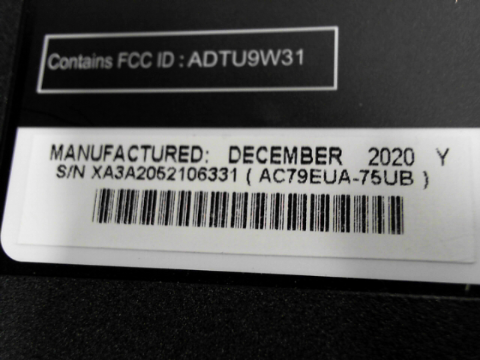 Contains FCC ID : ADTU9W31
MANUFACTURED: DECEMBER 2020 Y
S/N XA3A2052106331 ( AC79EUA-75UB )